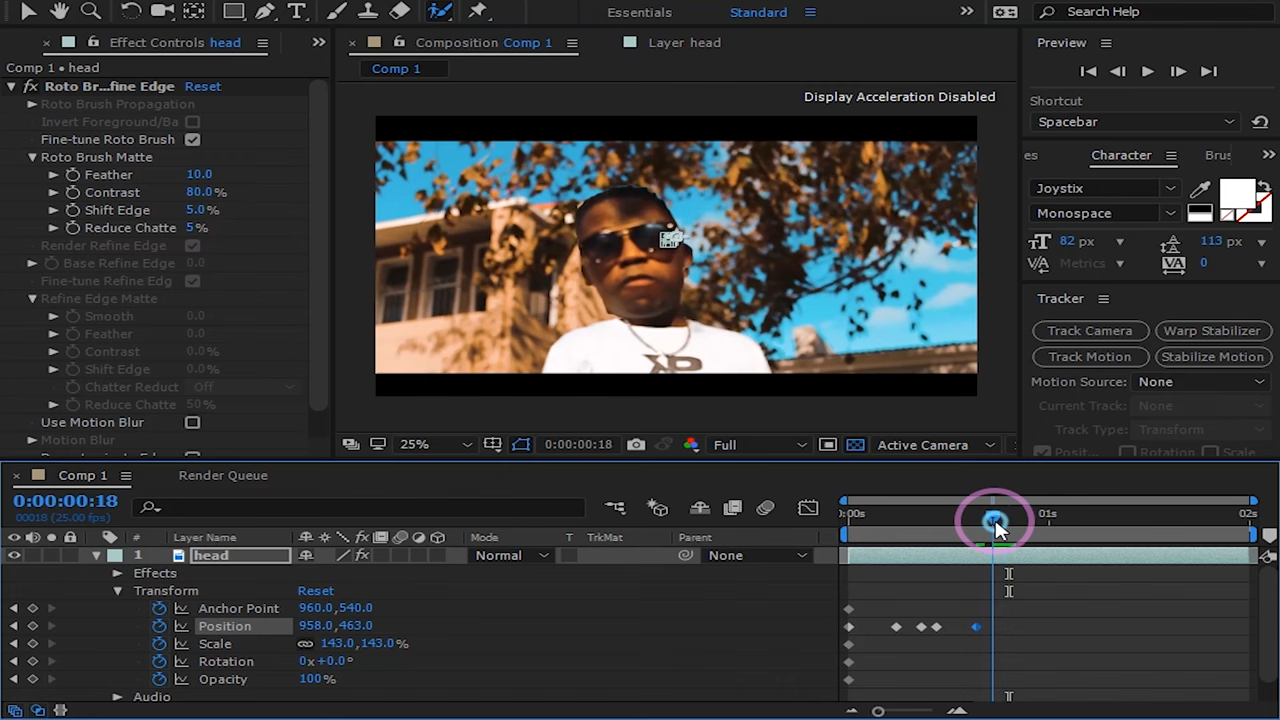 Essentials
Standard
Search Help
Effect Controls head
Composition Comp 1
Layer head
Preview
Comp 1 • head
Comp 1
Roto Br...fine Edge Reset
Roto Brush Propagation
Invert Foreground/Ba
Fine-tune Roto Brush
Roto Brush Matte
Feather 10.0
Contrast 80.0 %
Shift Edge 5.0 %
Reduce Chatte 5 %
Render Refine Edge
Base Refine Edge 0.0
Fine-tune Refine Edg
Refine Edge Matte
Smooth 0.0
Feather 0.0
Contrast 0.0 %
Shift Edge 0.0 %
Chatter Reduct Off
Reduce Chatte 50 %
Use Motion Blur
Motion Blur
Display Acceleration Disabled
25%
0:00:00:18
Full
Active Camera
Shortcut
Spacebar
es
Character
Brus
Joystix
Monospace
82 px
113 px
Metrics
0
Tracker
Track Camera
Warp Stabilizer
Track Motion
Stabilize Motion
Motion Source: None
Current Track: None
Track Type: Transform
Posit
Rotation
Scale
Comp 1
Render Queue
0:00:00:18
00018 (25.00 fps)
# Layer Name
Mode
T TrkMat
Parent
0:00s
01s
02s
1 head
Normal
None
Effects
Transform Reset
Anchor Point 960.0,540.0
Position 958.0,463.0
Scale 143.0,143.0 %
Rotation 0x+0.0°
Opacity 100 %
Audio